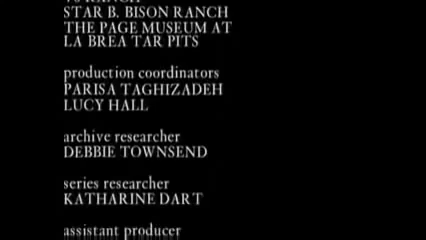 STAR B. BISON RANCH
THE PAGE MUSEUM AT
LA BREA TAR PITS
production coordinators
PARISA TAGHIZADEH
LUCY HALL
archive researcher
DEBBIE TOWNSEND
series researcher
KATHARINE DART
assistant producer